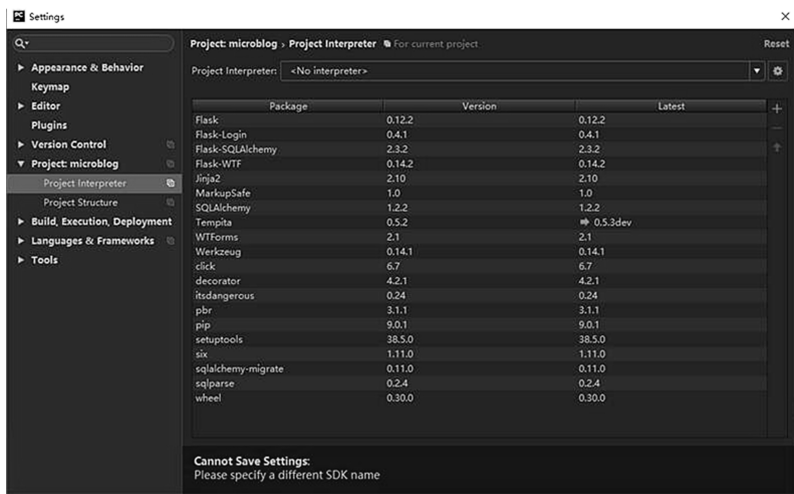 PC Settings
Project: microblog › Project Interpreter For current project Reset
Appearance & Behavior
Keymap
Editor
Plugins
Version Control
Project: microblog
Project Interpreter
Project Structure
Build, Execution, Deployment
Languages & Frameworks
Tools
Project Interpreter: <No interpreter>
Package Version Latest
Flask 0.12.2 0.12.2
Flask-Login 0.4.1 0.4.1
Flask-SQLAlchemy 2.3.2 2.3.2
Flask-WTF 0.14.2 0.14.2
Jinja2 2.10 2.10
MarkupSafe 1.0 1.0
SQLAlchemy 1.2.2 1.2.2
Tempita 0.5.2 0.5.3dev
WTForms 2.1 2.1
Werkzeug 0.14.1 0.14.1
click 6.7 6.7
decorator 4.2.1 4.2.1
itsdangerous 0.24 0.24
pbr 3.1.1 3.1.1
pip 9.0.1 9.0.1
setuptools 38.5.0 38.5.0
six 1.11.0 1.11.0
sqlalchemy-migrate 0.11.0 0.11.0
sqlparse 0.2.4 0.2.4
wheel 0.30.0 0.30.0
Cannot Save Settings:
Please specify a different SDK name